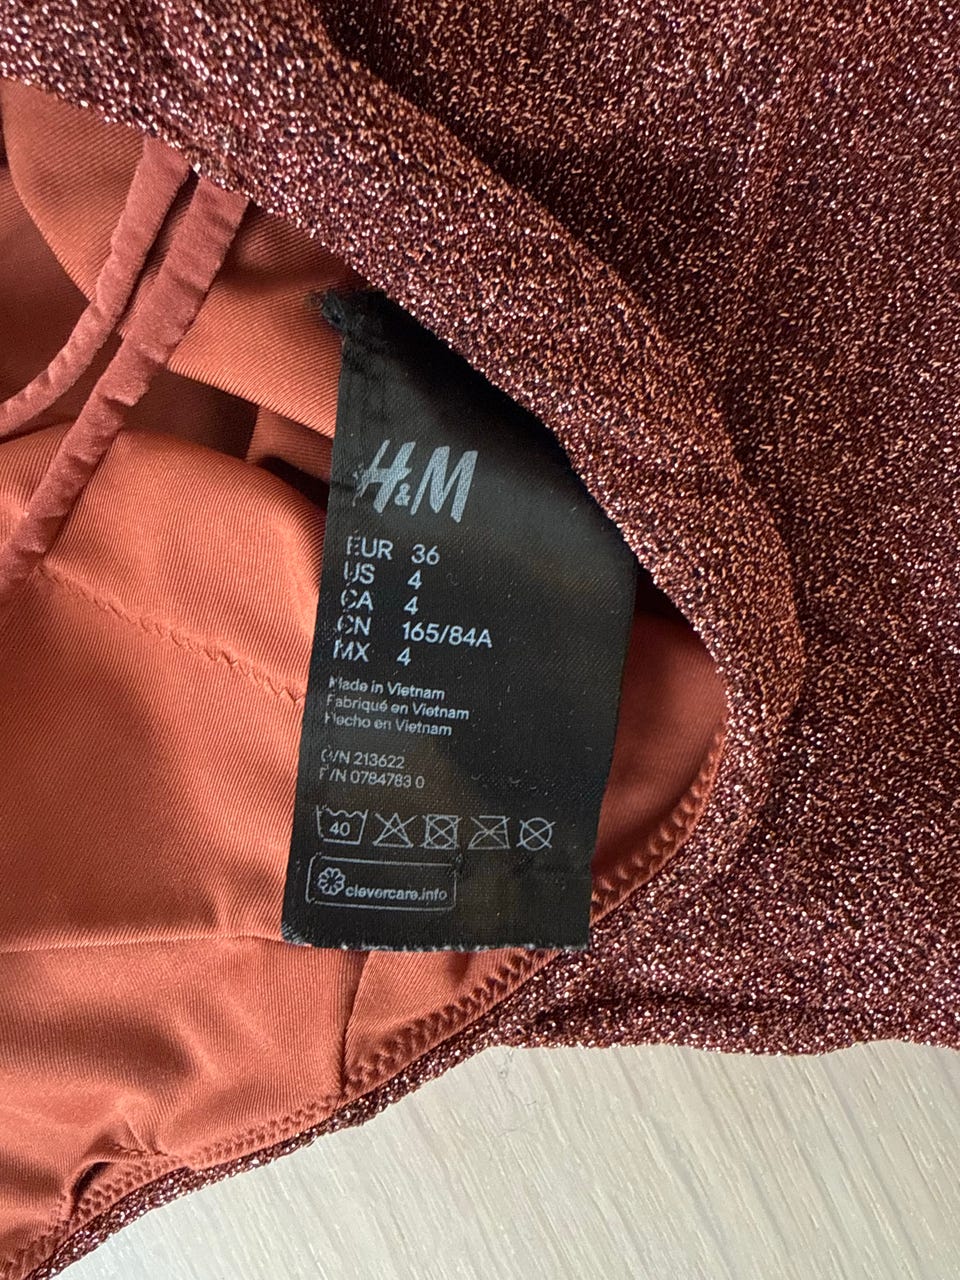 H&M
EUR 36
US 4
CA 4
CN 165/84A
MX 4
Made in Vietnam
Fabriqué en Vietnam
Hecho en Vietnam
O/N 213622
P/N 0784783 0
40
clevercare.info